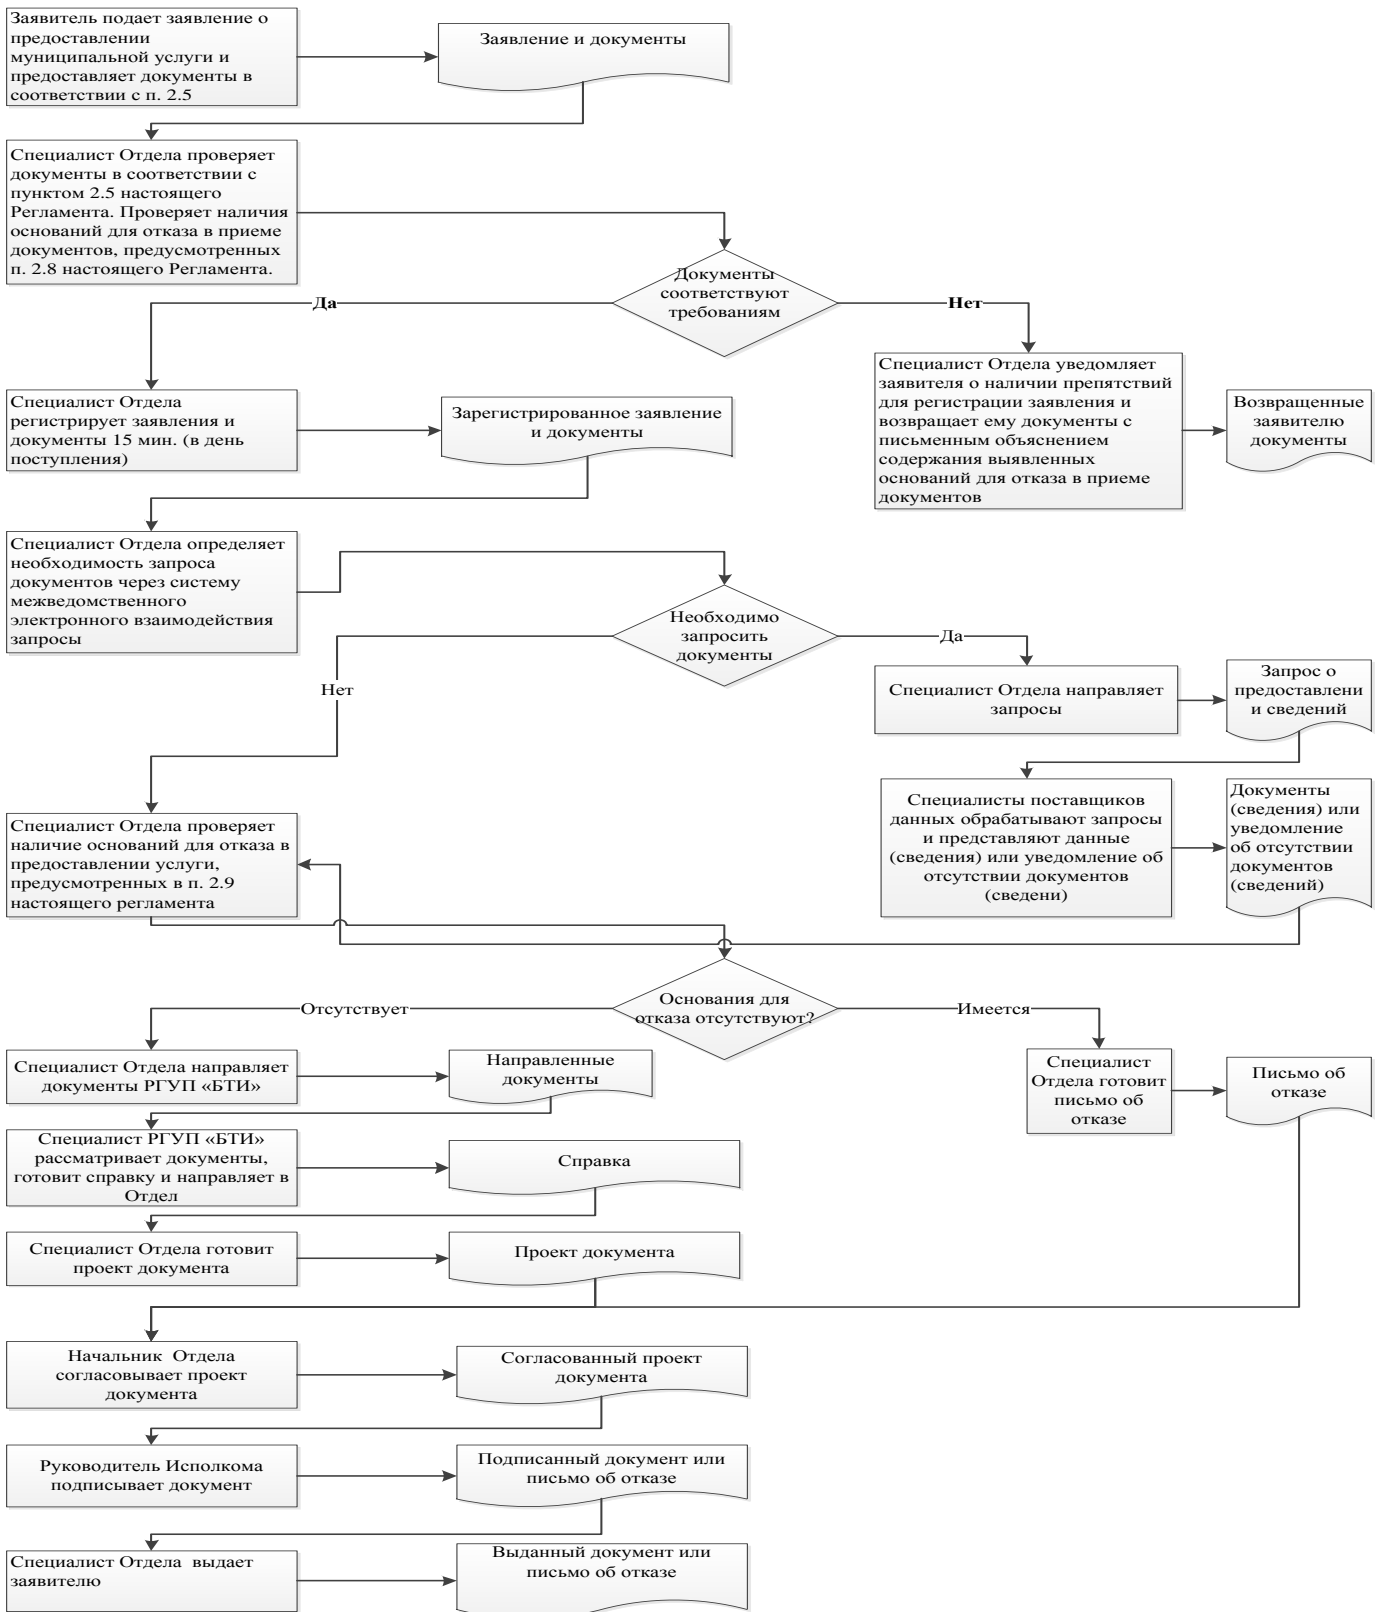 Заявитель подает заявление о
предоставлении
муниципальной услуги и
предоставляет документы в
соответствии с п. 2.5
Заявление и документы
Специалист Отдела проверяет
документы в соответствии с
пунктом 2.5 настоящего
Регламента. Проверяет наличия
оснований для отказа в приеме
документов, предусмотренных
п. 2.8 настоящего Регламента.
Документы
соответствуют
требованиям
Да
Нет
Специалист Отдела
регистрирует заявления и
документы 15 мин. (в день
поступления)
Зарегистрированное заявление
и документы
Специалист Отдела уведомляет
заявителя о наличии препятствий
для регистрации заявления и
возвращает ему документы с
письменным объяснением
содержания выявленных
оснований для отказа в приеме
документов
Возвращенные
заявителю
документы
Специалист Отдела определяет
необходимость запроса
документов через систему
межведомственного
электронного взаимодействия
запросы
Необходимо
запросить
документы
Да
Нет
Специалист Отдела направляет
запросы
Запрос о
предоставлени
и сведений
Специалисты поставщиков
данных обрабатывают запросы
и представляют данные
(сведения) или уведомление об
отсутствии документов
(сведени)
Документы
(сведения) или
уведомление
об отсутствии
документов
(сведений)
Специалист Отдела проверяет
наличие оснований для отказа в
предоставлении услуги,
предусмотренных в п. 2.9
настоящего регламента
Основания для
отказа отсутствуют?
Отсутствует
Имеется
Специалист Отдела направляет
документы РГУП «БТИ»
Направленные
документы
Специалист
Отдела готовит
письмо об
отказе
Письмо об
отказе
Специалист РГУП «БТИ»
рассматривает документы,
готовит справку и направляет в
Отдел
Справка
Специалист Отдела готовит
проект документа
Проект документа
Начальник  Отдела
согласовывает проект
документа
Согласованный проект
документа
Руководитель Исполкома
подписывает документ
Подписанный документ или
письмо об отказе
Специалист Отдела  выдает
заявителю
Выданный документ или
письмо об отказе